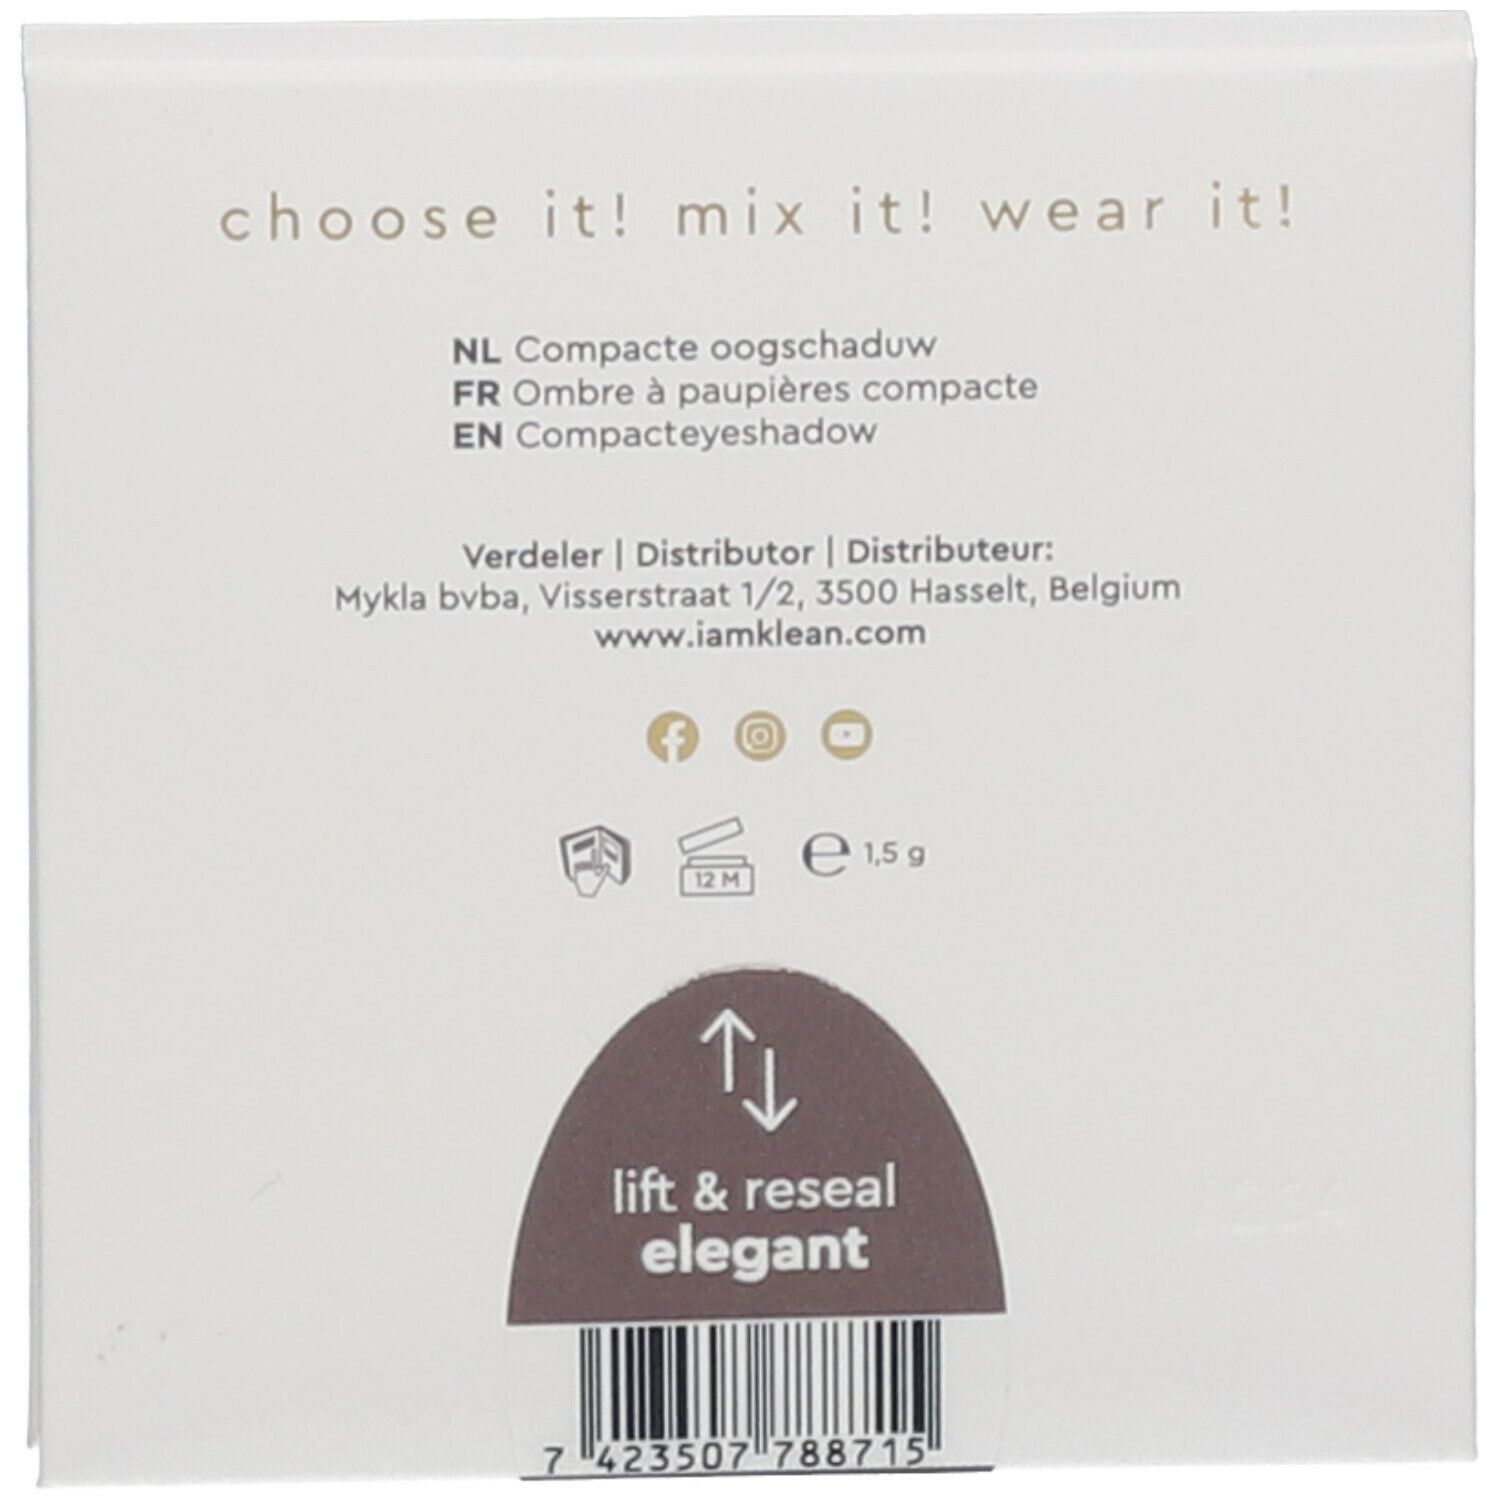 choose it! mix it! wear it!
NL Compacte oogschaduw
FR Ombre à paupières compacte
EN Compacteyeshadow
Verdeler | Distributor | Distributeur:
Mykla bvba, Visserstraat 1/2, 3500 Hasselt, Belgium
www.iamklean.com
12 M
e 1,5 g
lift & reseal
elegant
7 423507 788715